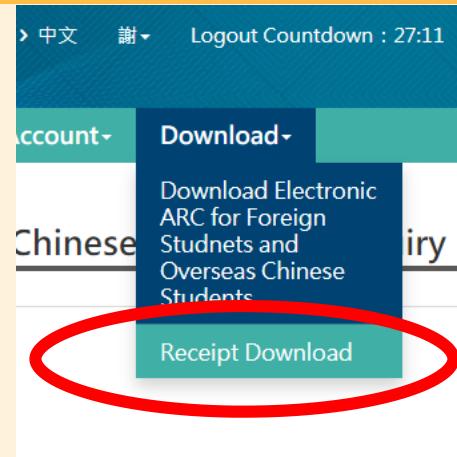 中文 謝 Logout Countdown：27:11
Account Download
Download Electronic
ARC for Foreign
Studnets and
Overseas Chinese
Students
Chinese iry
Receipt Download